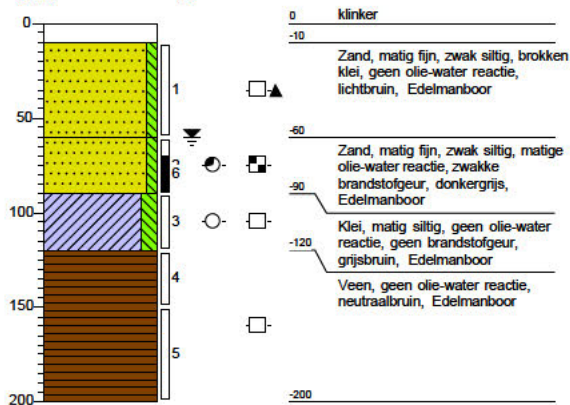 0
50
100
150
200
1
2
6
3
4
5
0 klinker
-10
Zand, matig fijn, zwak siltig, brokken
klei, geen olie-water reactie,
lichtbruin, Edelmanboor
-60
Zand, matig fijn, zwak siltig, matige
olie-water reactie, zwakke
brandstofgeur, donkergrijs,
Edelmanboor
-90
Klei, matig siltig, geen olie-water
reactie, geen brandstofgeur,
grijsbruin, Edelmanboor
-120
Veen, geen olie-water reactie,
neutraalbruin, Edelmanboor
-200